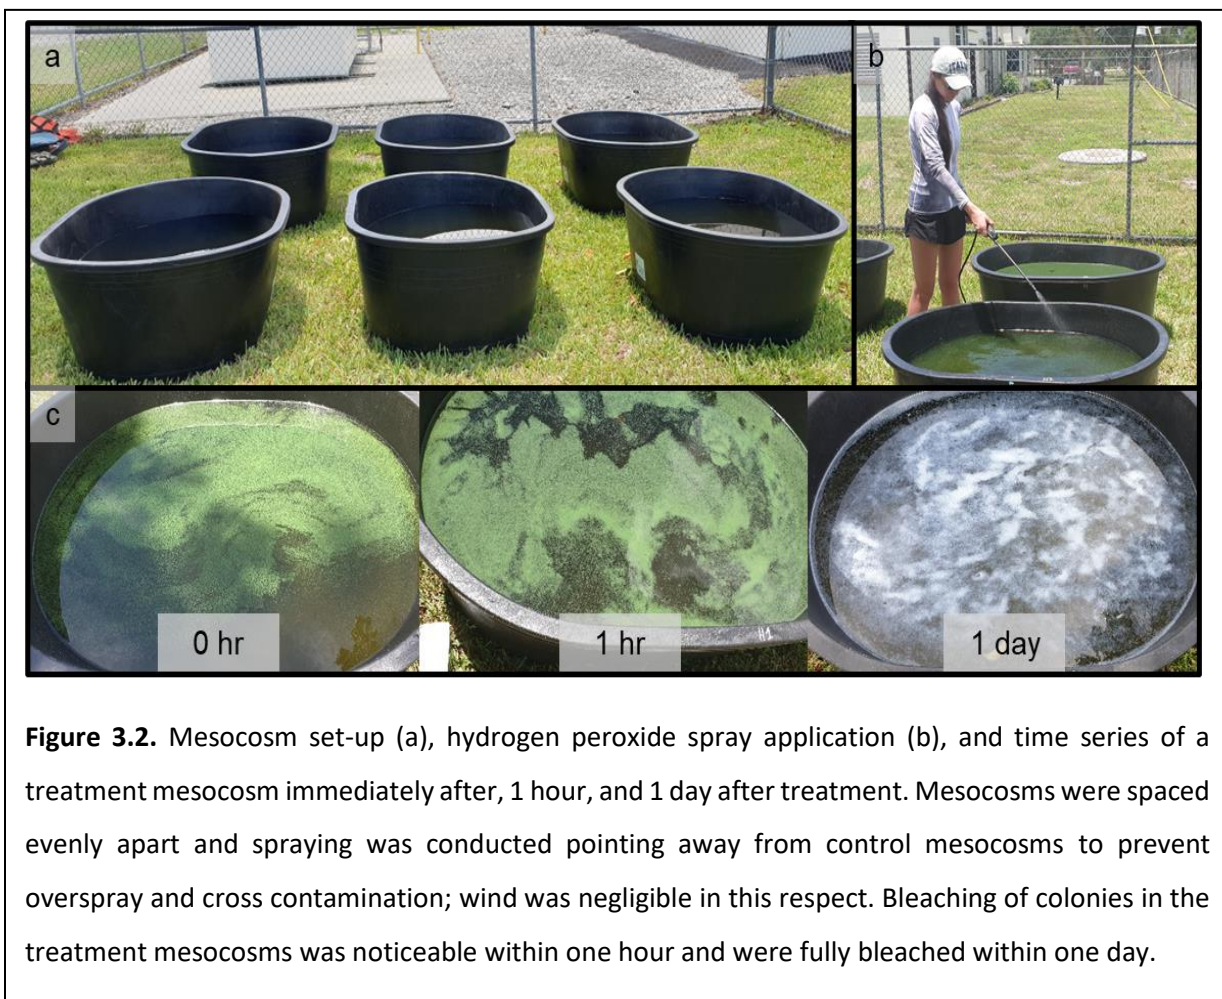 a
b
c
0 hr
1 hr
1 day
Figure 3.2. Mesocosm set-up (a), hydrogen peroxide spray application (b), and time series of a
treatment mesocosm immediately after, 1 hour, and 1 day after treatment. Mesocosms were spaced
evenly apart and spraying was conducted pointing away from control mesocosms to prevent
overspray and cross contamination; wind was negligible in this respect. Bleaching of colonies in the
treatment mesocosms was noticeable within one hour and were fully bleached within one day.